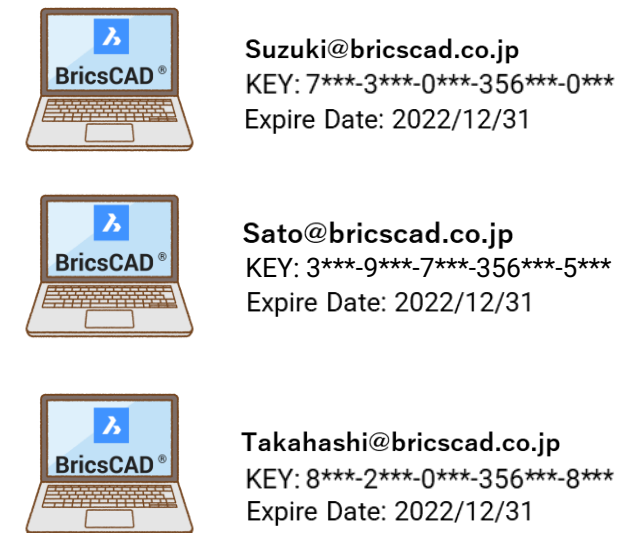 BricsCAD®
Suzuki@bricscad.co.jp
KEY: 7***-3***-0***-356***-0***
Expire Date: 2022/12/31
BricsCAD®
Sato@bricscad.co.jp
KEY: 3***-9***-7***-356***-5***
Expire Date: 2022/12/31
BricsCAD®
Takahashi@bricscad.co.jp
KEY: 8***-2***-0***-356***-8***
Expire Date: 2022/12/31